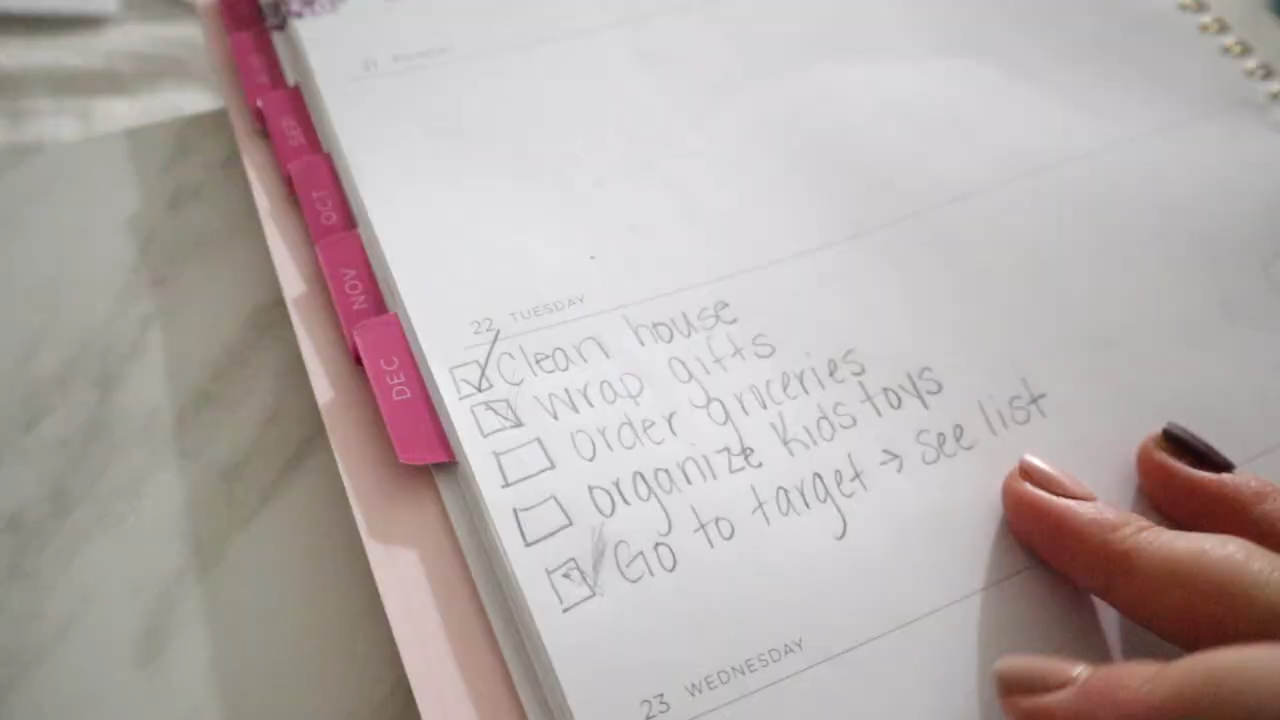 SEP
OCT
NOV
DEC
22 TUESDAY
Clean house
wrap gifts
order groceries
organize kids toys
Go to target → see list
23 WEDNESDAY